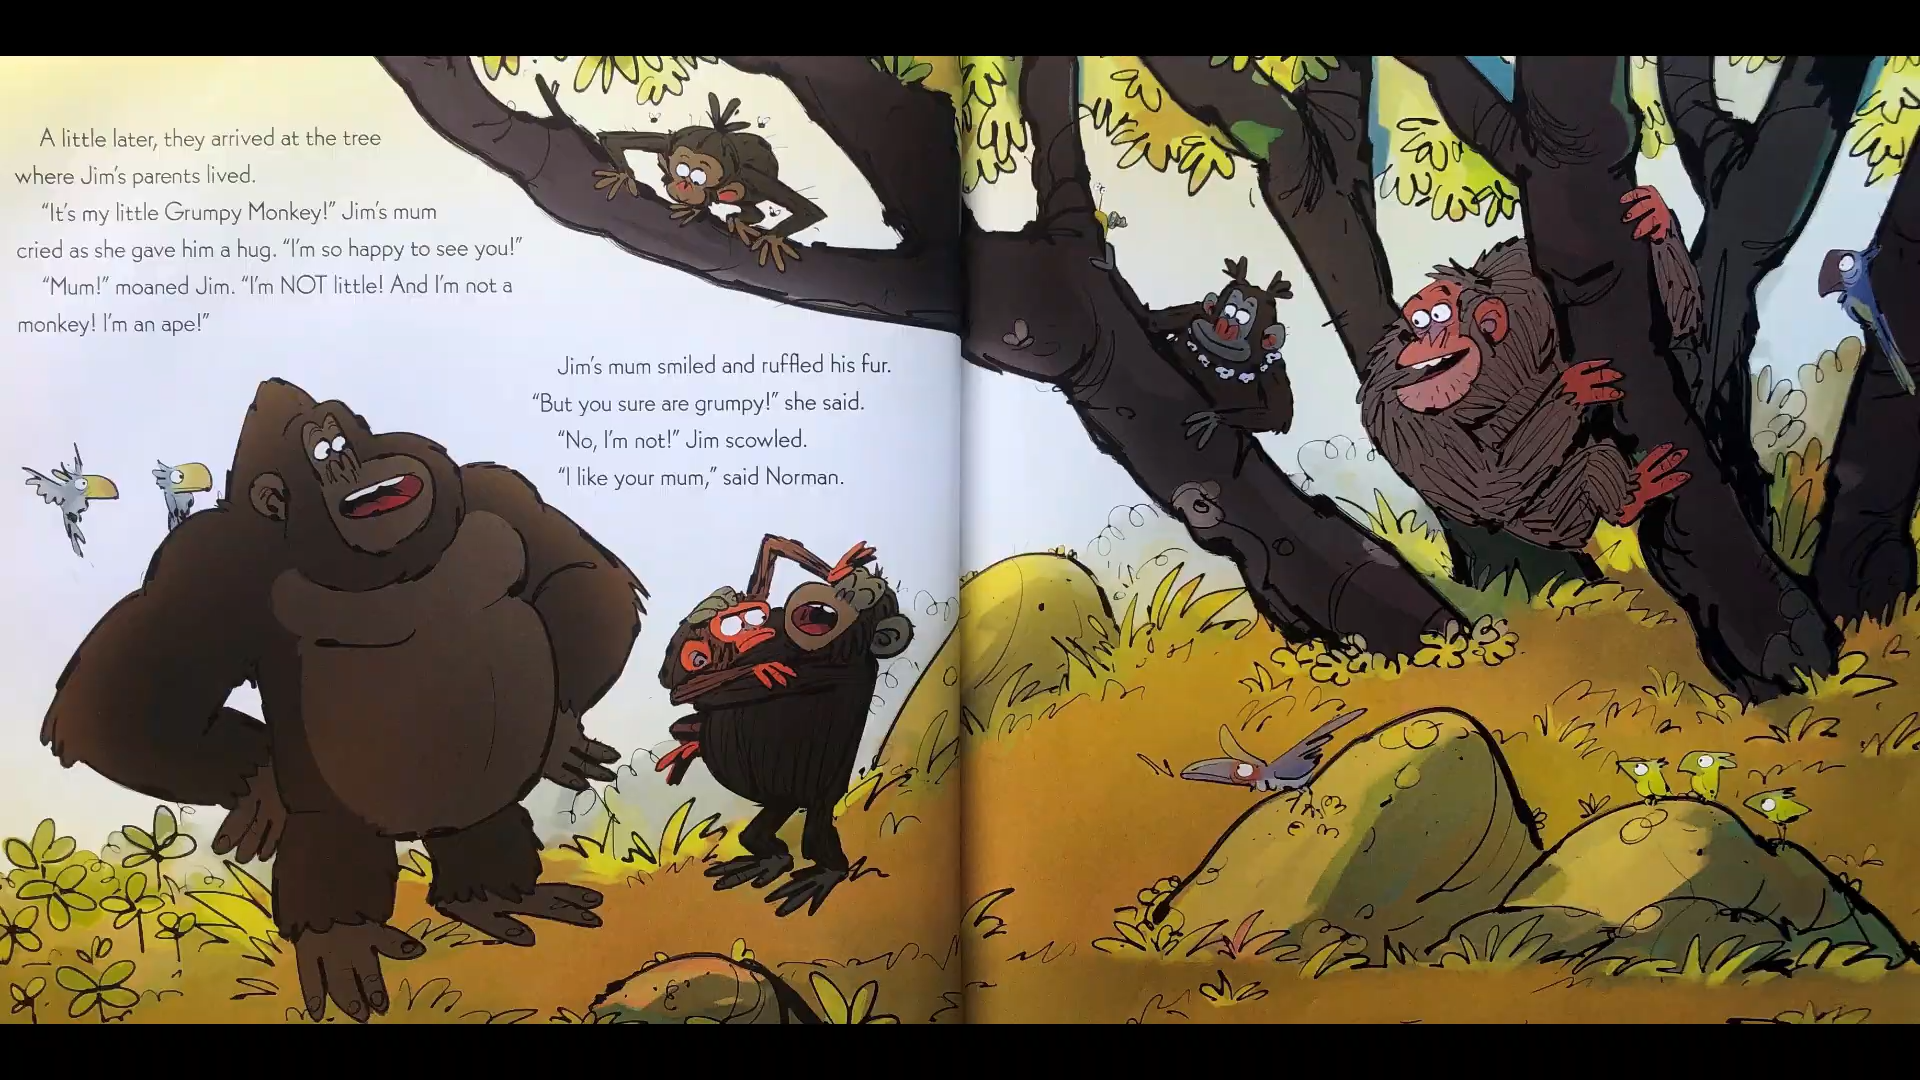 A little later, they arrived at the tree
where Jim's parents lived.
“It's my little Grumpy Monkey!” Jim's mum
cried as she gave him a hug. “I'm so happy to see you!”
“Mum!” moaned Jim. “I'm NOT little! And I'm not a
monkey! I'm an ape!”
Jim's mum smiled and ruffled his fur.
“But you sure are grumpy!” she said.
“No, I'm not!” Jim scowled.
“I like your mum,” said Norman.